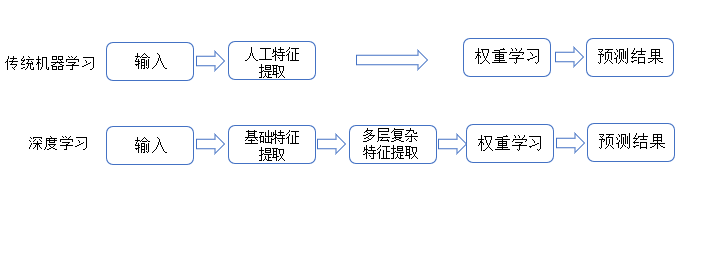 传统机器学习
输入
人工特征
提取
权重学习
预测结果
深度学习
输入
基础特征
提取
多层复杂
特征提取
权重学习
预测结果